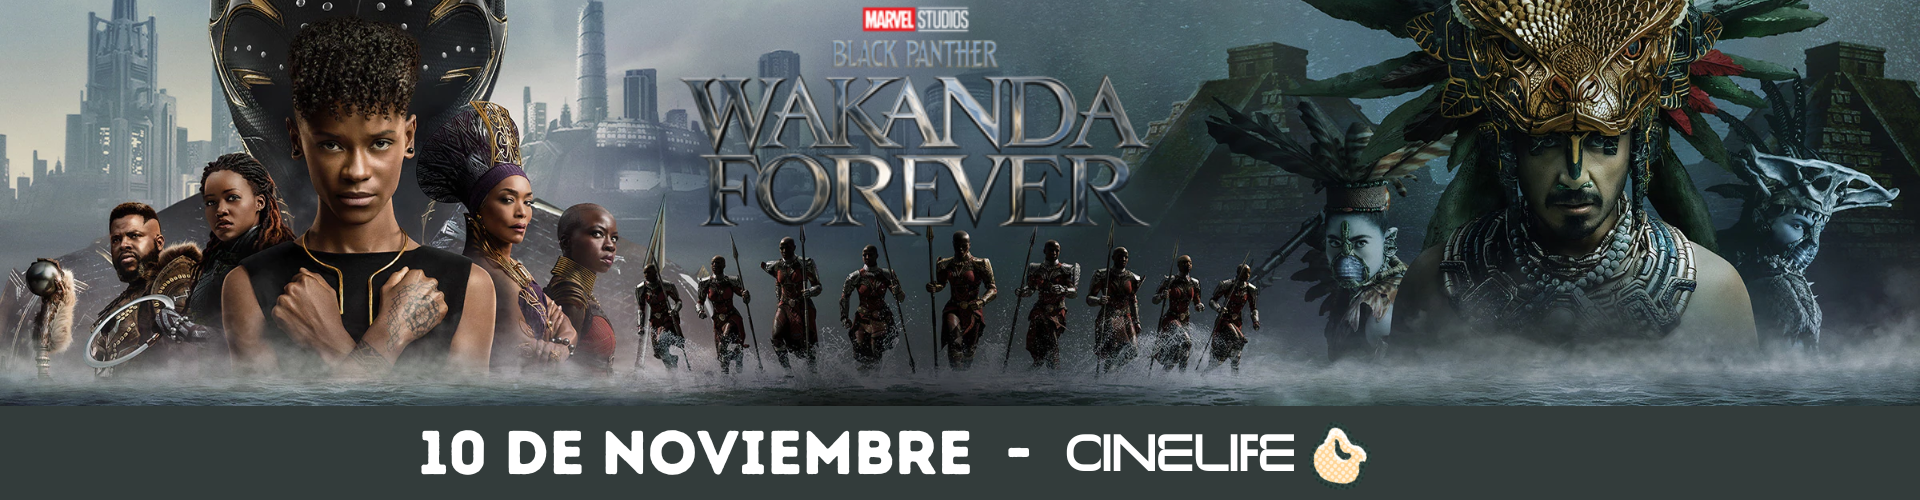 MARVEL STUDIOS
BLACK PANTHER
WAKANDA
FOREVER
10 DE NOVIEMBRE - CINELIFE